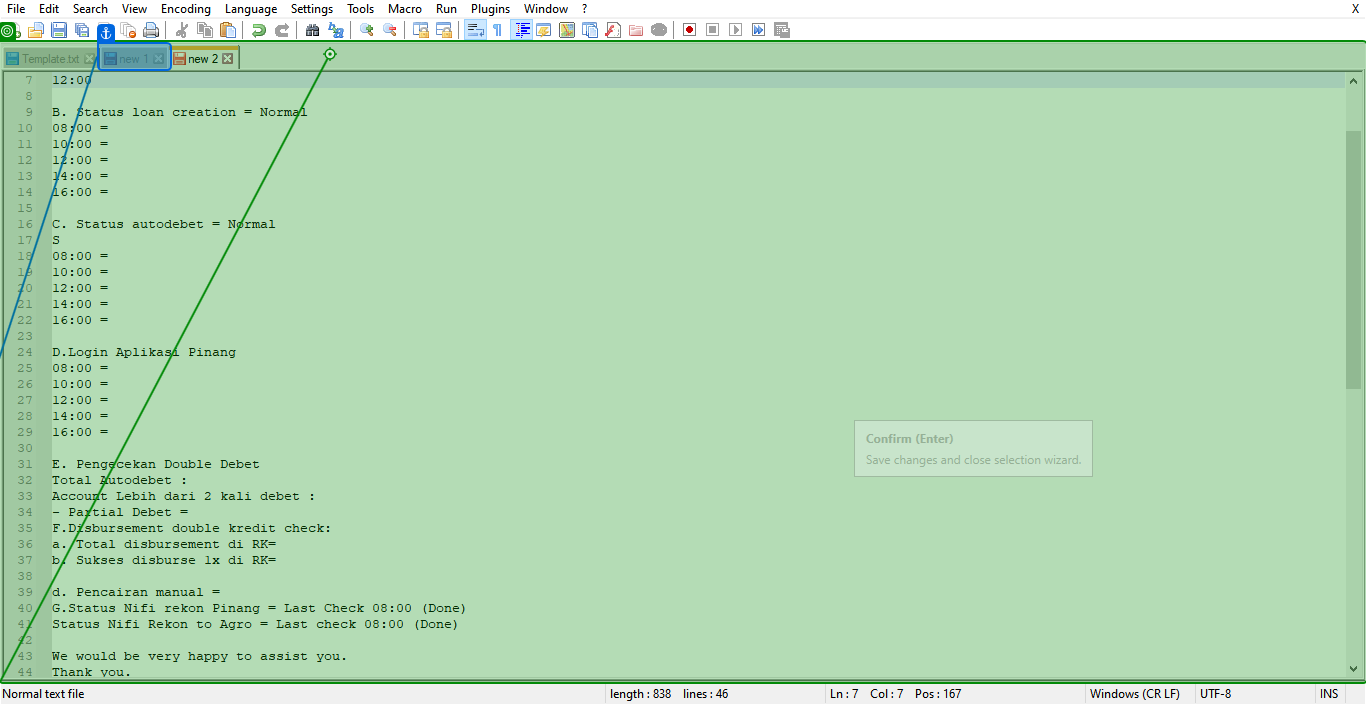 File Edit Search View Encoding Language Settings Tools Macro Run Plugins Window ? X
Template.txt new 1 new 2
7 12:00
8
9 B. Status loan creation = Normal
10 08:00 =
11 10:00 =
12 12:00 =
13 14:00 =
14 16:00 =
15
16 C. Status autodebet = Normal
17 S
18 08:00 =
19 10:00 =
20 12:00 =
21 14:00 =
22 16:00 =
23
24 D.Login Aplikasi Pinang
25 08:00 =
26 10:00 =
27 12:00 =
28 14:00 =
29 16:00 =
30
31 E. Pengecekan Double Debet
32 Total Autodebet :
33 Account Lebih dari 2 kali debet :
34 - Partial Debet =
35 F.Disbursement double kredit check:
36 a. Total disbursement di RK=
37 b. Sukses disburse 1x di RK=
38
39 d. Pencairan manual =
40 G.Status Nifi rekon Pinang = Last Check 08:00 (Done)
41 Status Nifi Rekon to Agro = Last check 08:00 (Done)
42
43 We would be very happy to assist you.
44 Thank you.
Confirm (Enter)
Save changes and close selection wizard.
Normal text file length : 838 lines : 46 Ln : 7 Col : 7 Pos : 167 Windows (CR LF) UTF-8 INS